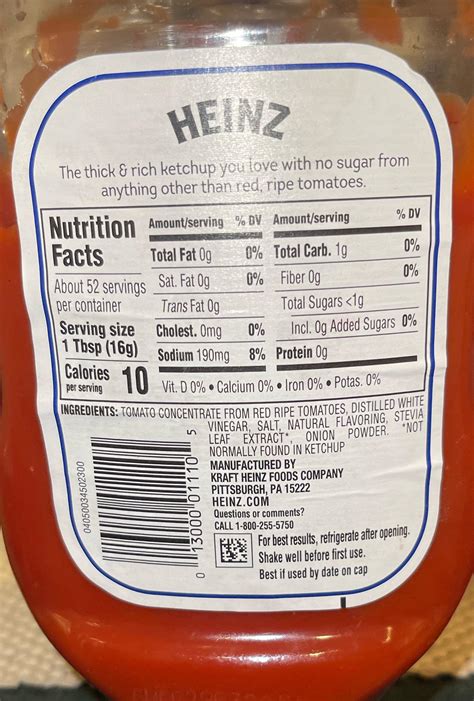 HEINZ
The thick & rich ketchup you love with no sugar from
anything other than red, ripe tomatoes.
Nutrition
Facts
About 52 servings
per container
Serving size
1 Tbsp (16g)
Calories
per serving
10
Amount/serving % DV
Total Fat 0g 0%
Sat. Fat 0g 0%
Trans Fat 0g
Cholest. 0mg 0%
Sodium 190mg 8%
Amount/serving % DV
Total Carb. 1g 0%
Fiber 0g 0%
Total Sugars <1g
Incl. 0g Added Sugars 0%
Protein 0g
Vit. D 0% • Calcium 0% • Iron 0% • Potas. 0%
INGREDIENTS: TOMATO CONCENTRATE FROM RED RIPE TOMATOES, DISTILLED WHITE
VINEGAR, SALT, NATURAL FLAVORING, STEVIA
LEAF EXTRACT*, ONION POWDER. *NOT
NORMALLY FOUND IN KETCHUP
MANUFACTURED BY
KRAFT HEINZ FOODS COMPANY
PITTSBURGH, PA 15222
HEINZ.COM
Questions or comments?
CALL 1-800-255-5750
For best results, refrigerate after opening.
Shake well before first use.
Best if used by date on cap
04050034502300
0 13000 01110 5